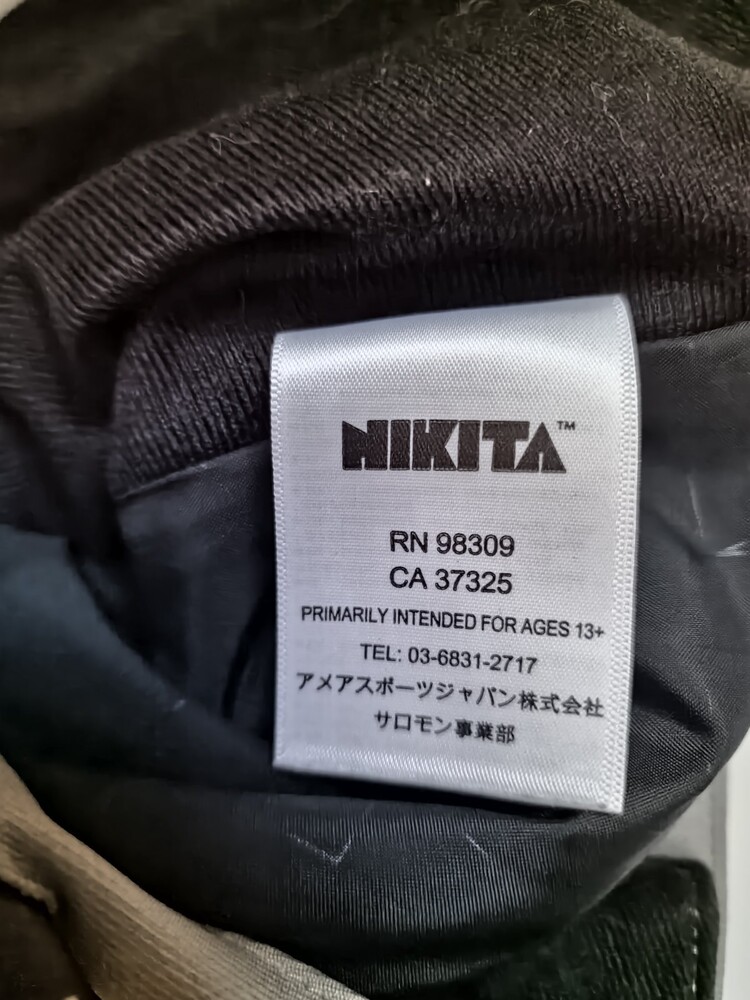 NIKITA™
RN 98309
CA 37325
PRIMARILY INTENDED FOR AGES 13+
TEL: 03-6831-2717
アメアスポーツジャパン株式会社
サロモン事業部